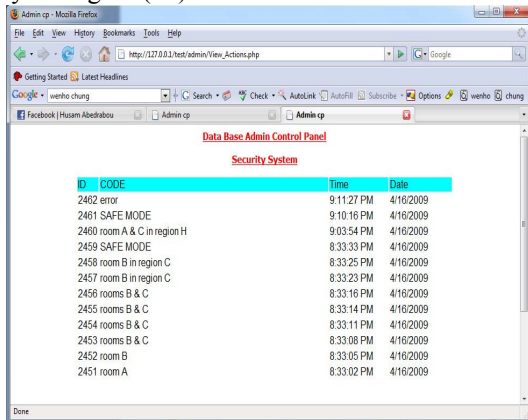 Admin cp - Mozilla Firefox
File Edit View History Bookmarks Tools Help
http://127.0.0.1/test/admin/View_Actions.php
Google
Getting Started Latest Headlines
Google wenho chung G Search Check AutoLink AutoFill Subscribe Options wenho chung
Facebook | Husam Abedrabou Admin cp Admin cp
Data Base Admin Control Panel
Security System
ID CODE Time Date
2462 error 9:11:27 PM 4/16/2009
2461 SAFE MODE 9:10:16 PM 4/16/2009
2460 room A & C in region H 9:03:54 PM 4/16/2009
2459 SAFE MODE 8:33:33 PM 4/16/2009
2458 room B in region C 8:33:25 PM 4/16/2009
2457 room B in region C 8:33:23 PM 4/16/2009
2456 rooms B & C 8:33:16 PM 4/16/2009
2455 rooms B & C 8:33:14 PM 4/16/2009
2454 rooms B & C 8:33:11 PM 4/16/2009
2453 rooms B & C 8:33:08 PM 4/16/2009
2452 room B 8:33:05 PM 4/16/2009
2451 room A 8:33:02 PM 4/16/2009
Done